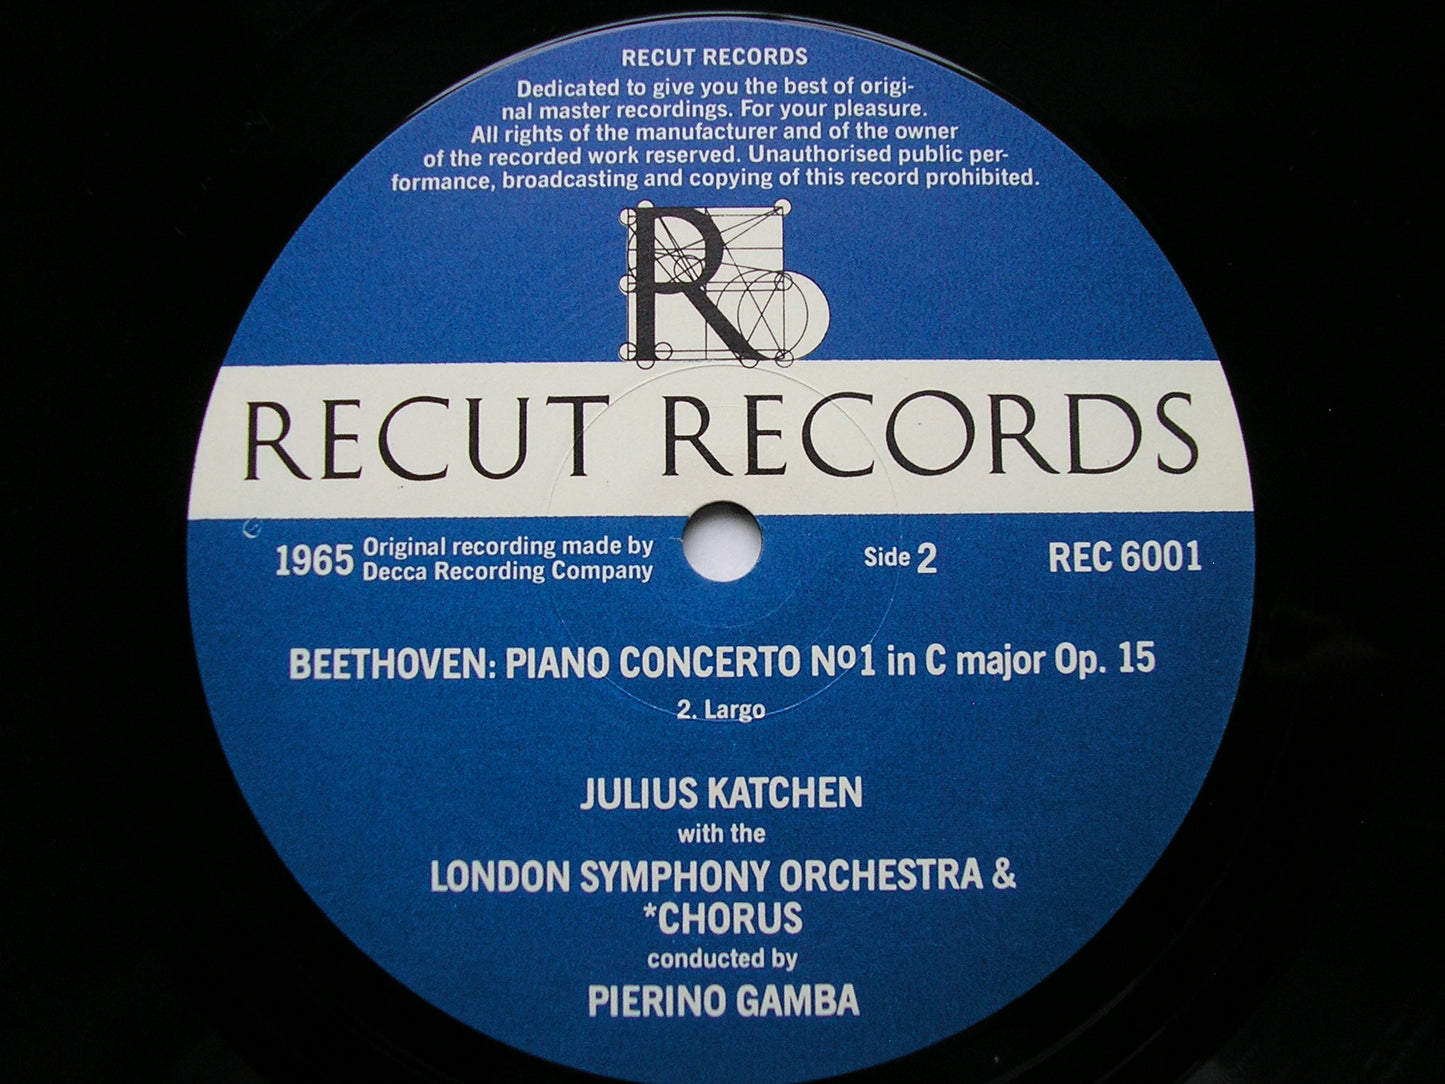 RECUT RECORDS
Dedicated to give you the best of origi-
nal master recordings. For your pleasure.
All rights of the manufacturer and of the owner
of the recorded work reserved. Unauthorised public per-
formance, broadcasting and copying of this record prohibited.
R
RECUT RECORDS
1965 Original recording made by
Decca Recording Company
Side 2
REC 6001
BEETHOVEN: PIANO CONCERTO Nº1 in C major Op. 15
2. Largo
JULIUS KATCHEN
with the
LONDON SYMPHONY ORCHESTRA &
*CHORUS
conducted by
PIERINO GAMBA